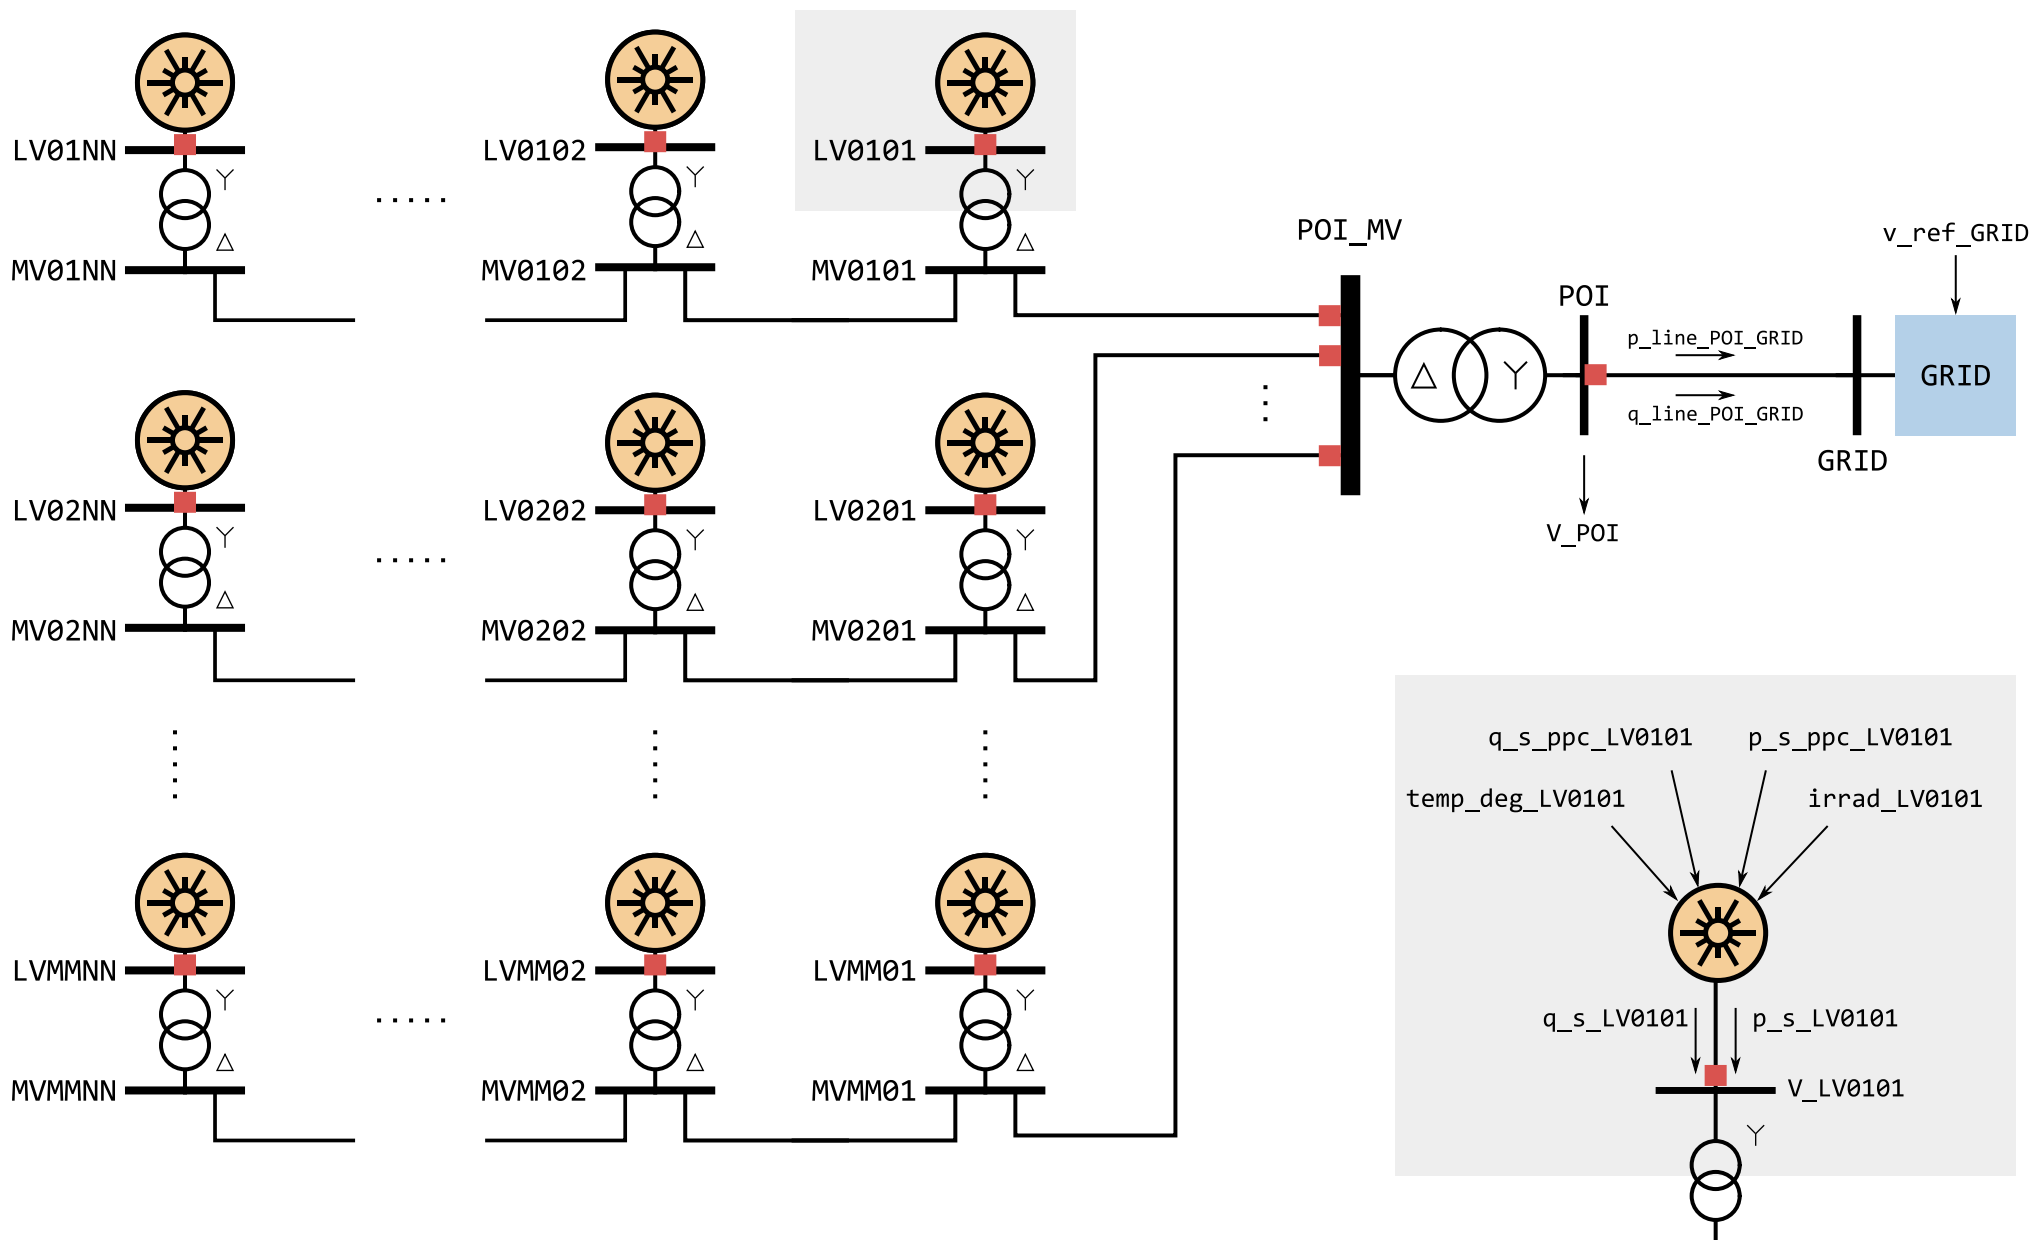 LV01NN
LV0102
LV0101
MV01NN
MV0102
MV0101
POI_MV
v_ref_GRID
POI
p_line_POI_GRID
GRID
q_line_POI_GRID
GRID
V_POI
LV02NN
LV0202
LV0201
MV02NN
MV0202
MV0201
q_s_ppc_LV0101
p_s_ppc_LV0101
temp_deg_LV0101
irrad_LV0101
LVMMNN
LVMM02
LVMM01
q_s_LV0101
p_s_LV0101
MVMMNN
MVMM02
MVMM01
V_LV0101